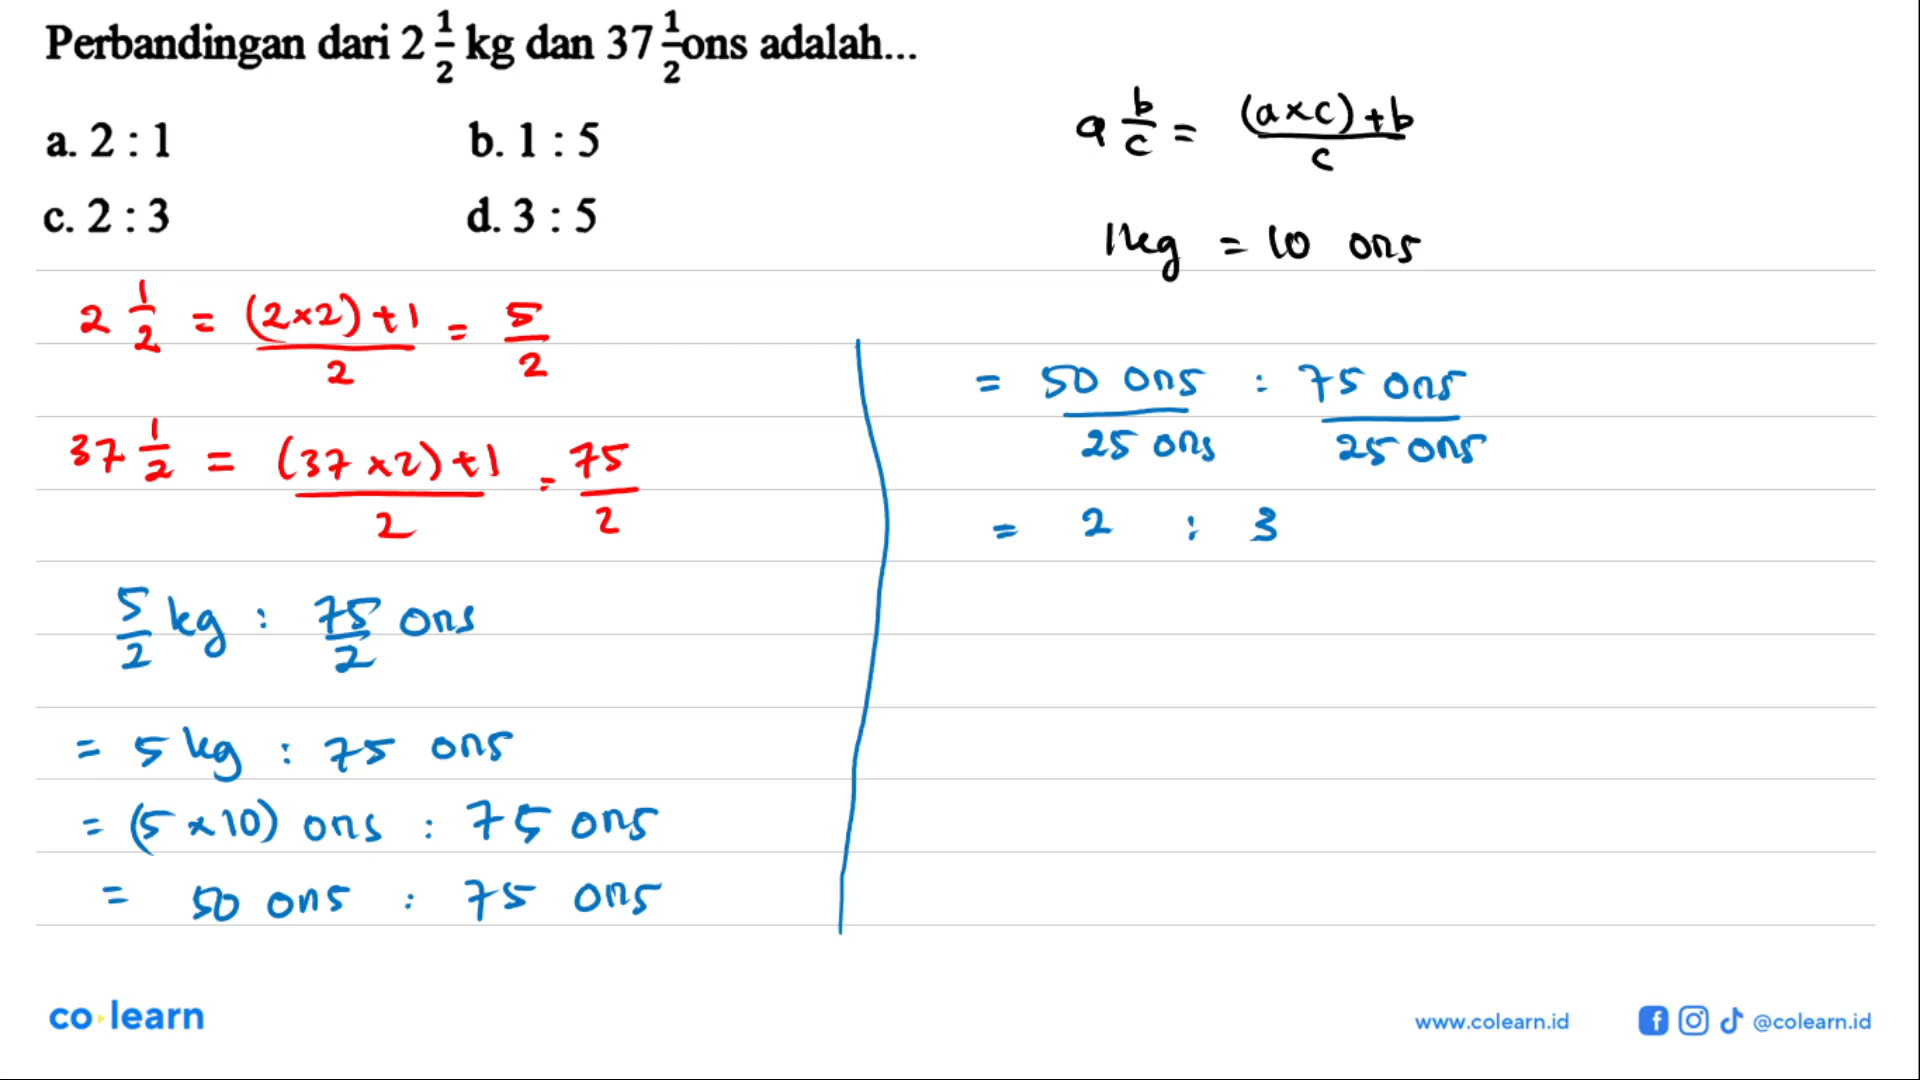 Perbandingan dari 2 1/2 kg dan 37 1/2 ons adalah...
a. 2 : 1 b. 1 : 5
c. 2 : 3 d. 3 : 5
a b/c = (a×c)+b / c
1 kg = 10 ons
2 1/2 = (2×2)+1 / 2 = 5/2
37 1/2 = (37×2)+1 / 2 = 75/2
5/2 kg : 75/2 ons
= 5 kg : 75 ons
= (5×10) ons : 75 ons
= 50 ons : 75 ons
= 50 ons / 25 ons : 75 ons / 25 ons
= 2 : 3
co learn
www.colearn.id @colearn.id